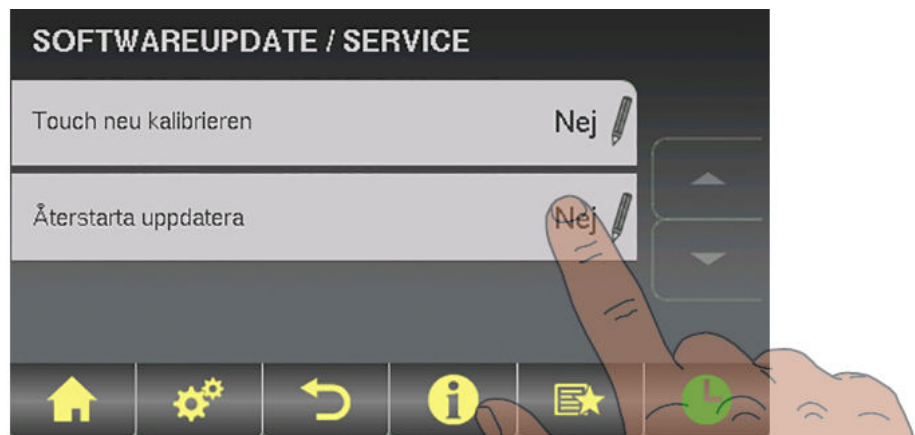 SOFTWAREUPDATE / SERVICE
Touch neu kalibrieren Nej
Återstarta uppdatera Nej